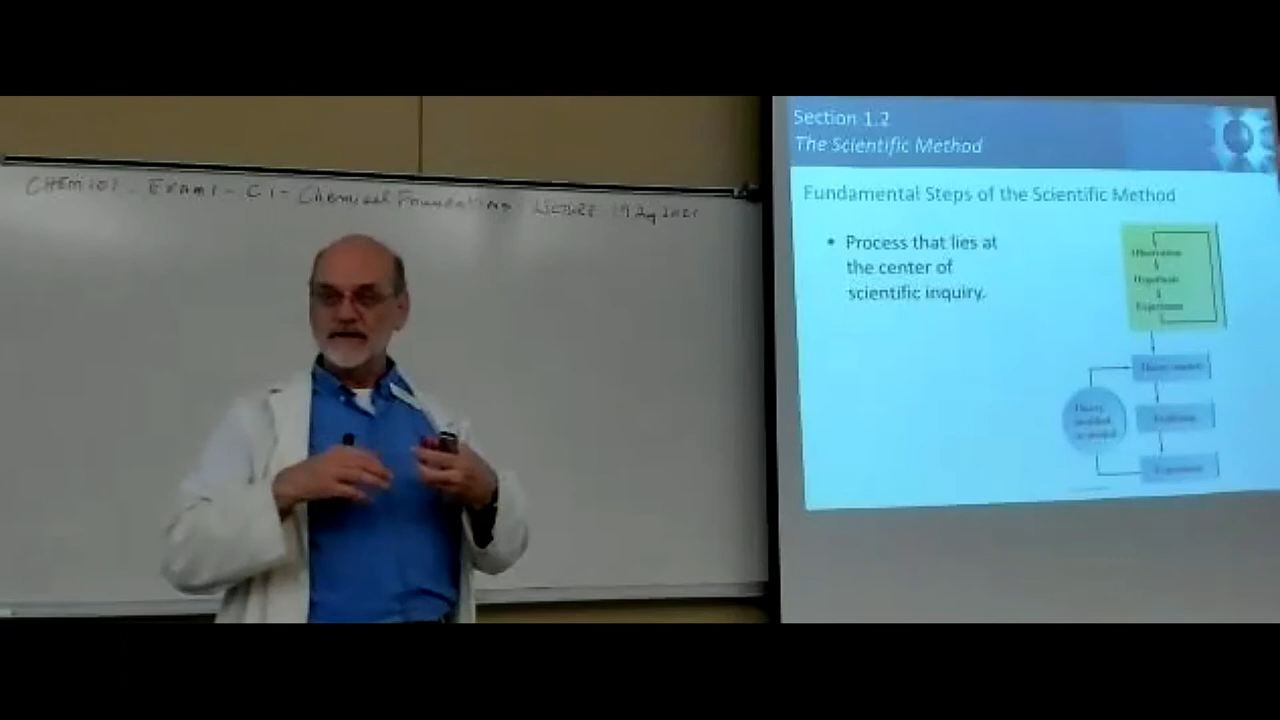 CHEM 101 - Exam 1 - C1 - Chemical Foundations - Lecture 19 Aug 2021
Section 1.2
The Scientific Method
Fundamental Steps of the Scientific Method
• Process that lies at
the center of
scientific inquiry.
Observation
Hypothesis
Experiment
Theory (model)
Theory
modified
as needed
Prediction
Experiment